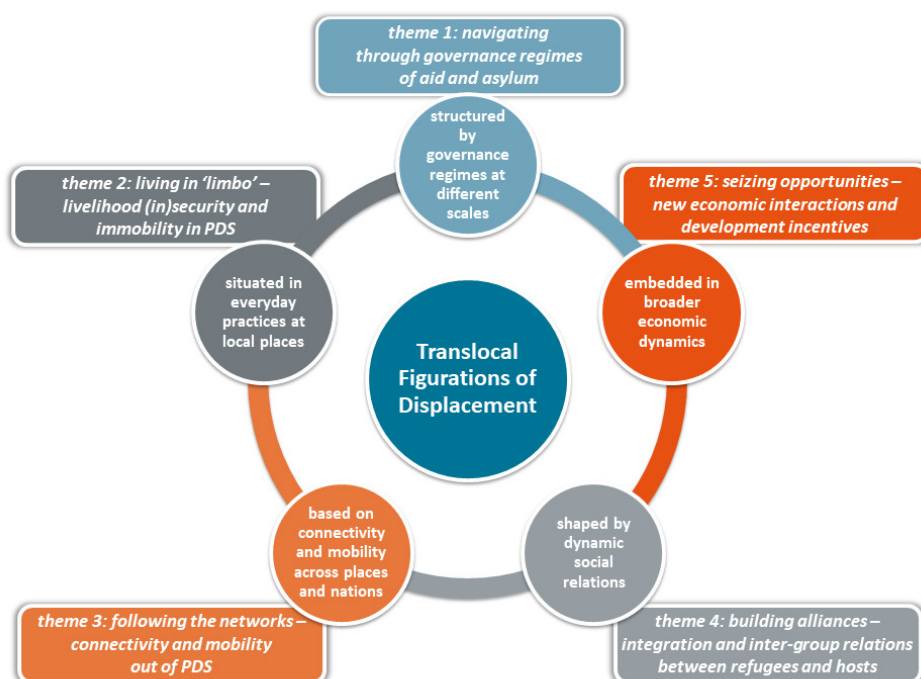 theme 1: navigating
through governance regimes
of aid and asylum
structured
by
governance
regimes at
different
scales
theme 2: living in ‘limbo’ –
livelihood (in)security and
immobility in PDS
theme 5: seizing opportunities –
new economic interactions and
development incentives
situated in
everyday
practices at
local places
embedded in
broader
economic
dynamics
Translocal
Figurations of
Displacement
based on
connectivity
and mobility
across places
and nations
shaped by
dynamic
social
relations
theme 3: following the networks –
connectivity and mobility
out of PDS
theme 4: building alliances –
integration and inter-group relations
between refugees and hosts